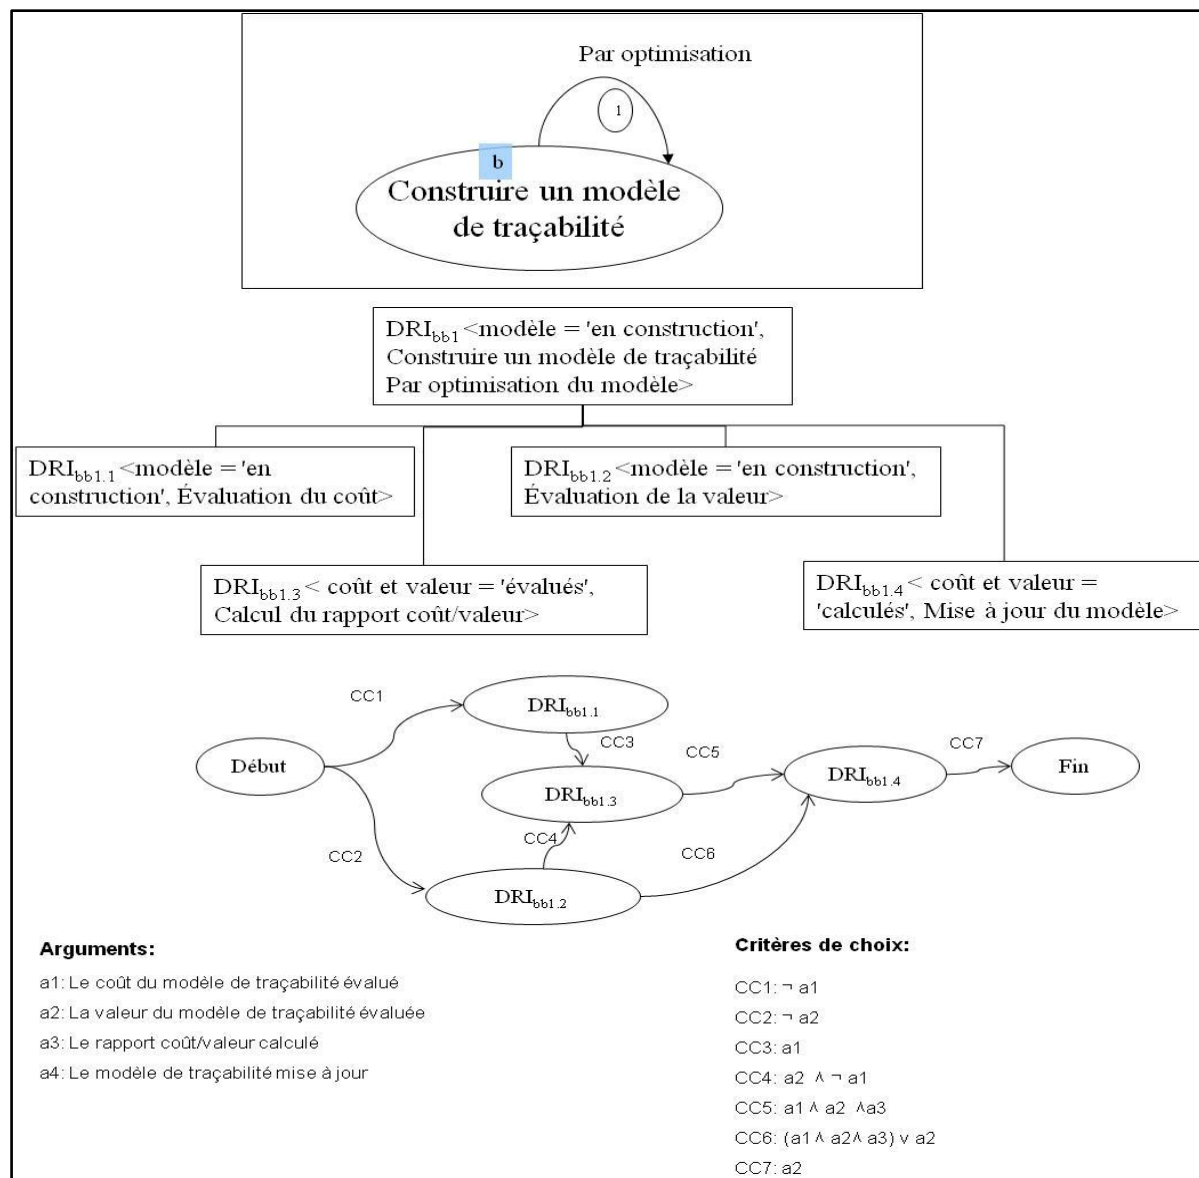 Par optimisation
1
b
Construire un modèle
de traçabilité
DRIbb1 <modèle = 'en construction',
Construire un modèle de traçabilité
Par optimisation du modèle>
DRIbb1.1 <modèle = 'en
construction', Évaluation du coût>
DRIbb1.2 <modèle = 'en construction',
Évaluation de la valeur>
DRIbb1.3 < coût et valeur = 'évalués',
Calcul du rapport coût/valeur>
DRIbb1.4 < coût et valeur =
'calculés', Mise à jour du modèle>
CC1
DRIbb1.1
CC3
CC5
CC7
Début
DRIbb1.3
DRIbb1.4
Fin
CC4
CC2
CC6
DRIbb1.2
Arguments:
a1: Le coût du modèle de traçabilité évalué
a2: La valeur du modèle de traçabilité évaluée
a3: Le rapport coût/valeur calculé
a4: Le modèle de traçabilité mise à jour
Critères de choix:
CC1: ¬ a1
CC2: ¬ a2
CC3: a1
CC4: a2 ∧ ¬ a1
CC5: a1 ∧ a2 ∧a3
CC6: (a1 ∧ a2∧ a3) ∨ a2
CC7: a2